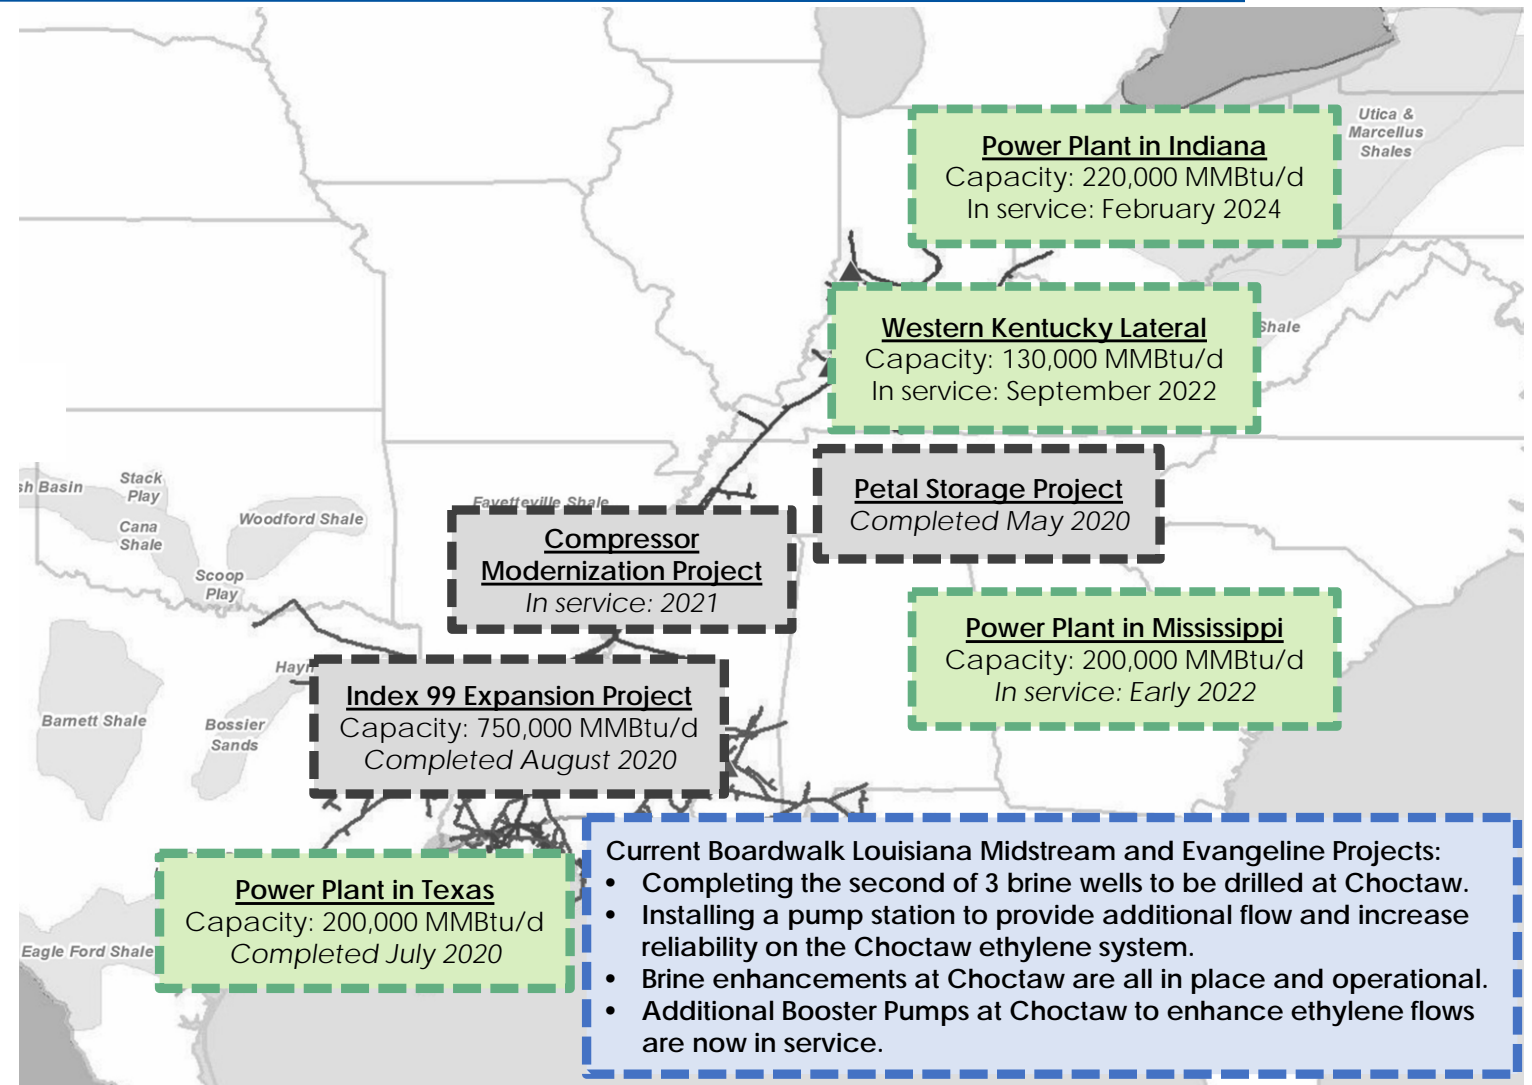 Utica &
Marcellus
Shales
Power Plant in Indiana
Capacity: 220,000 MMBtu/d
In service: February 2024
Western Kentucky Lateral
Capacity: 130,000 MMBtu/d
In service: September 2022
Shale
Petal Storage Project
Completed May 2020
sh Basin
Stack
Play
Cana
Shale
Woodford Shale
Scoop
Play
Fayetteville Shale
Compressor
Modernization Project
In service: 2021
Power Plant in Mississippi
Capacity: 200,000 MMBtu/d
In service: Early 2022
Hayn
Index 99 Expansion Project
Capacity: 750,000 MMBtu/d
Completed August 2020
Barnett Shale
Bossier
Sands
Power Plant in Texas
Capacity: 200,000 MMBtu/d
Completed July 2020
Eagle Ford Shale
Current Boardwalk Louisiana Midstream and Evangeline Projects:
• Completing the second of 3 brine wells to be drilled at Choctaw.
• Installing a pump station to provide additional flow and increase
reliability on the Choctaw ethylene system.
• Brine enhancements at Choctaw are all in place and operational.
• Additional Booster Pumps at Choctaw to enhance ethylene flows
are now in service.